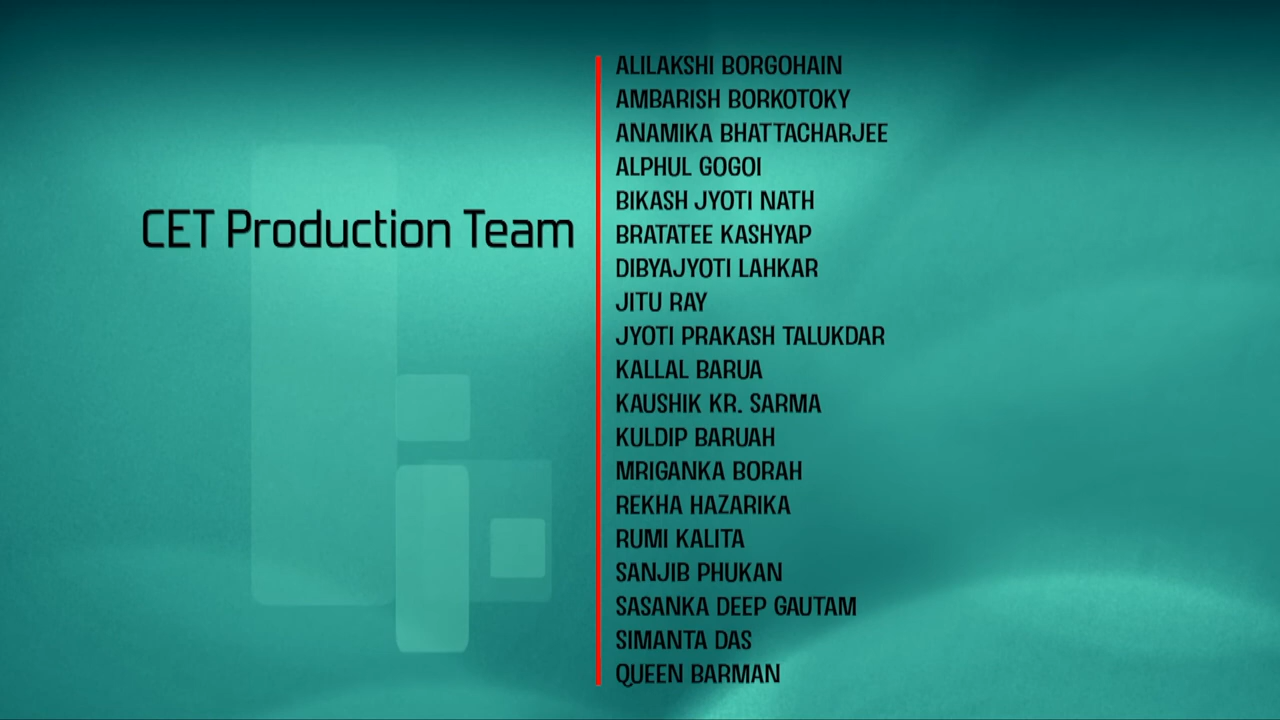 CET Production Team
ALILAKSHI BORGOHAIN
AMBARISH BORKOTOKY
ANAMIKA BHATTACHARJEE
ALPHUL GOGOI
BIKASH JYOTI NATH
BRATATEE KASHYAP
DIBYAJYOTI LAHKAR
JITU RAY
JYOTI PRAKASH TALUKDAR
KALLAL BARUA
KAUSHIK KR. SARMA
KULDIP BARUAH
MRIGANKA BORAH
REKHA HAZARIKA
RUMI KALITA
SANJIB PHUKAN
SASANKA DEEP GAUTAM
SIMANTA DAS
QUEEN BARMAN